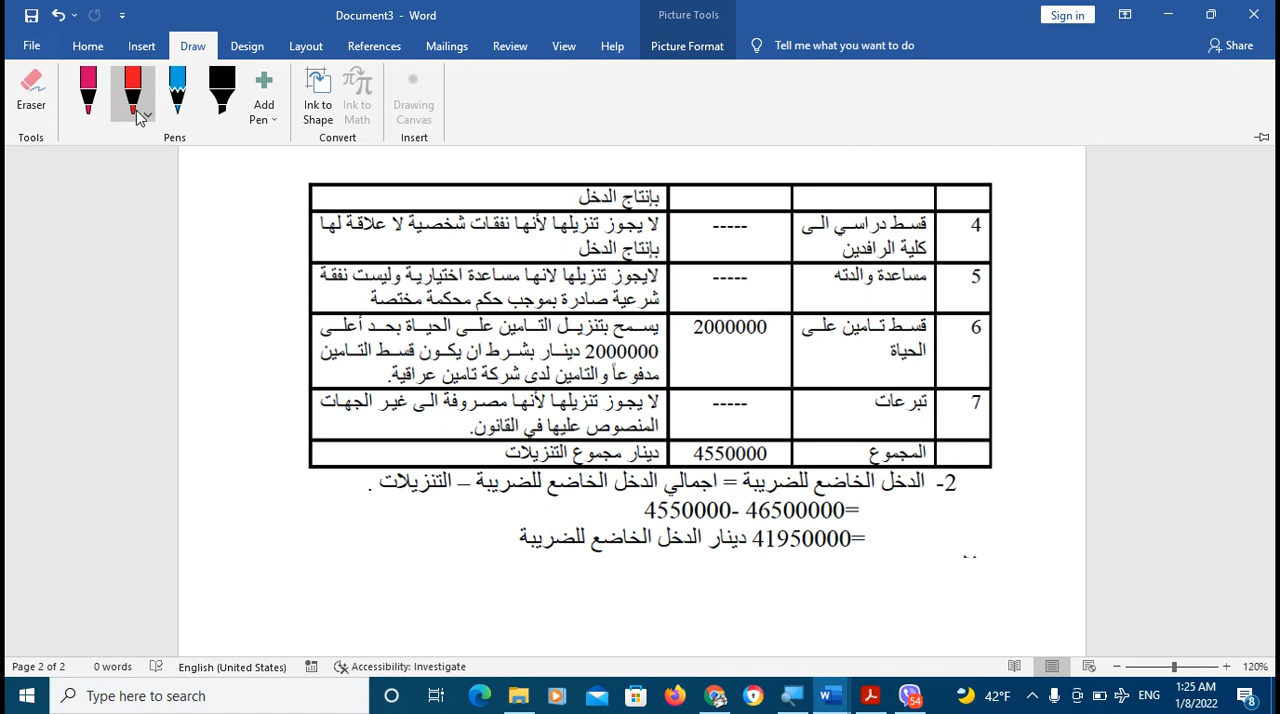 Document3 - Word
Picture Tools
Sign in
File Home Insert Draw Design Layout References Mailings Review View Help Picture Format Tell me what you want to do Share
Eraser
Add Pen
Ink to Shape
Ink to Math
Drawing Canvas
Tools
Pens
Convert
Insert
بإنتاج الدخل
4 قسط دراسي الى ----- لا يجوز تنزيلها لأنها نفقات شخصية لا علاقة لها
كلية الرافدين بإنتاج الدخل
5 مساعدة والدته ----- لايجوز تنزيلها لانها مساعدة اختيارية وليست نفقة
شرعية صادرة بموجب حكم محكمة مختصة
6 قسط تامين على 2000000 يسمح بتنزيل التامين على الحياة بحد أعلى
الحياة 2000000 دينار بشرط ان يكون قسط التامين
مدفوعاً والتامين لدى شركة تامين عراقية.
7 تبرعات ----- لا يجوز تنزيلها لأنها مصروفة الى غير الجهات
المنصوص عليها في القانون.
المجموع 4550000 دينار مجموع التنزيلات
2- الدخل الخاضع للضريبة = اجمالي الدخل الخاضع للضريبة – التنزيلات .
=46500000 -4550000
=41950000 دينار الدخل الخاضع للضريبة
Page 2 of 2 0 words English (United States) Accessibility: Investigate 120%
Type here to search
54
42°F
ENG
1:25 AM
1/8/2022
8